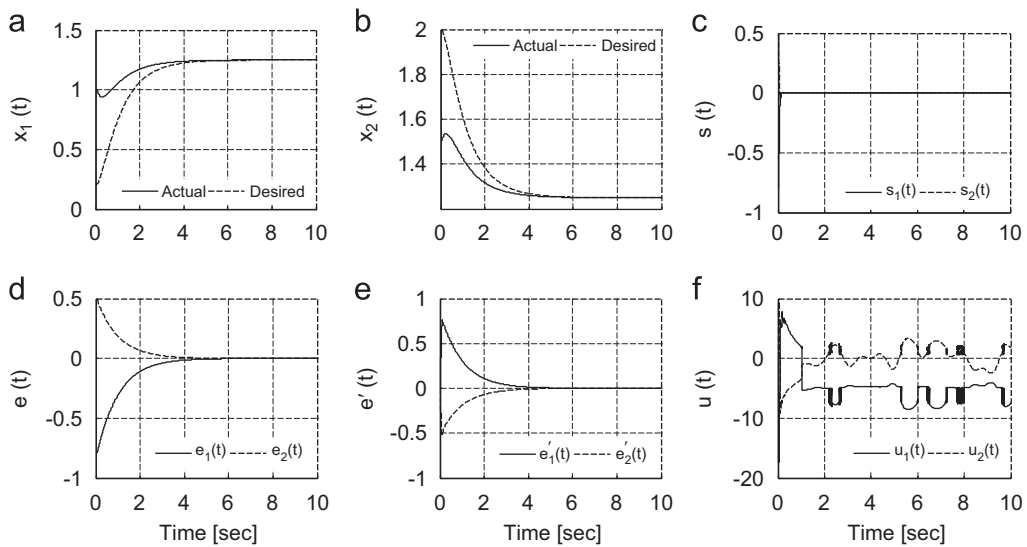 a
1.5
1
0.5
0
x1 (t)
Actual
Desired
0 2 4 6 8 10
b
2
1.8
1.6
1.4
x2 (t)
Actual
Desired
0 2 4 6 8 10
c
0.5
0
-0.5
-1
s (t)
s1(t)
s2(t)
0 2 4 6 8 10
d
0.5
0
-0.5
-1
e (t)
e1(t)
e2(t)
0 2 4 6 8 10
Time [sec]
e
1
0.5
0
-0.5
-1
e′ (t)
e′1(t)
e′2(t)
0 2 4 6 8 10
Time [sec]
f
10
0
-10
-20
u (t)
u1(t)
u2(t)
0 2 4 6 8 10
Time [sec]